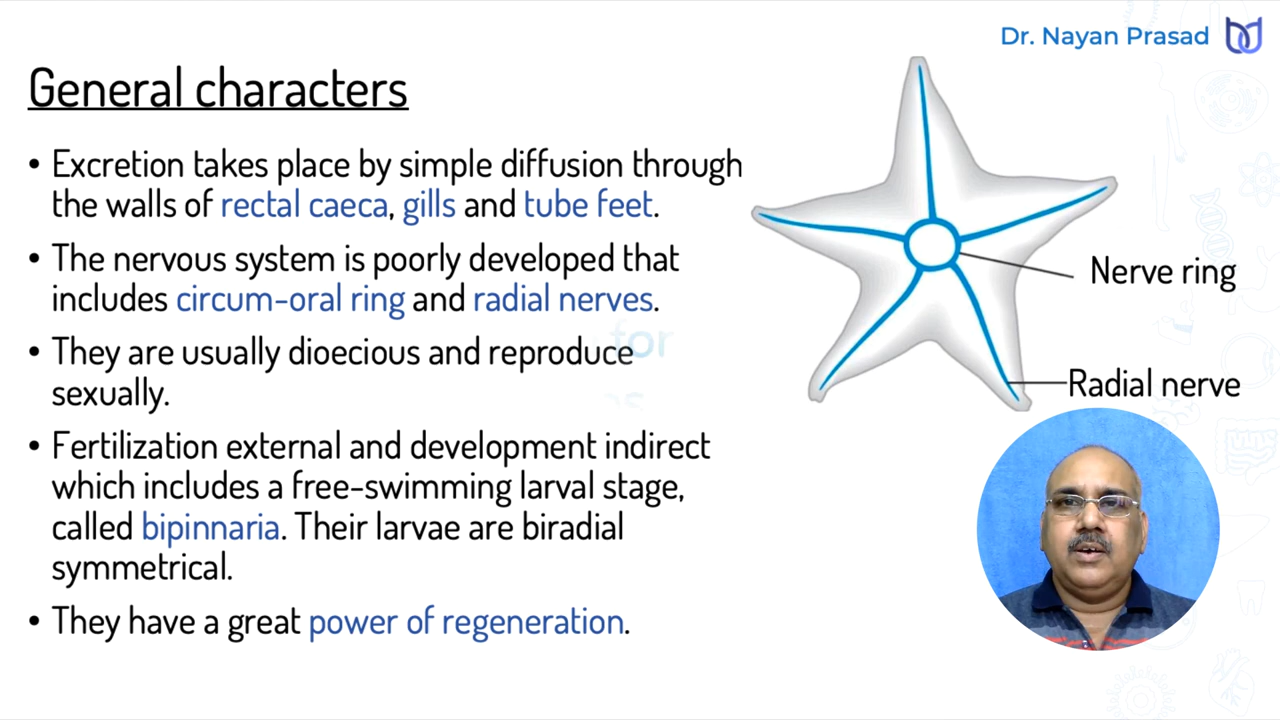 Dr. Nayan Prasad
General characters
• Excretion takes place by simple diffusion through
the walls of rectal caeca, gills and tube feet.
• The nervous system is poorly developed that
includes circum-oral ring and radial nerves.
• They are usually dioecious and reproduce
sexually.
• Fertilization external and development indirect
which includes a free-swimming larval stage,
called bipinnaria. Their larvae are biradial
symmetrical.
• They have a great power of regeneration.
Nerve ring
Radial nerve
for